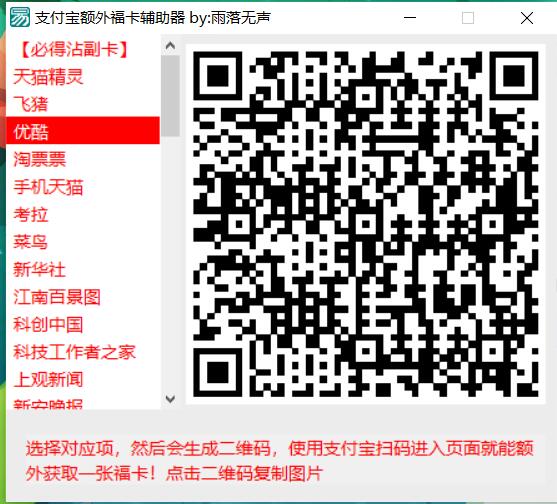 支付宝额外福卡辅助器 by:雨落无声
【必得沾副卡】
天猫精灵
飞猪
优酷
淘票票
手机天猫
考拉
菜鸟
新华社
江南百景图
科创中国
科技工作者之家
上观新闻
新安晚报
选择对应项，然后会生成二维码，使用支付宝扫码进入页面就能额
外获取一张福卡！点击二维码复制图片